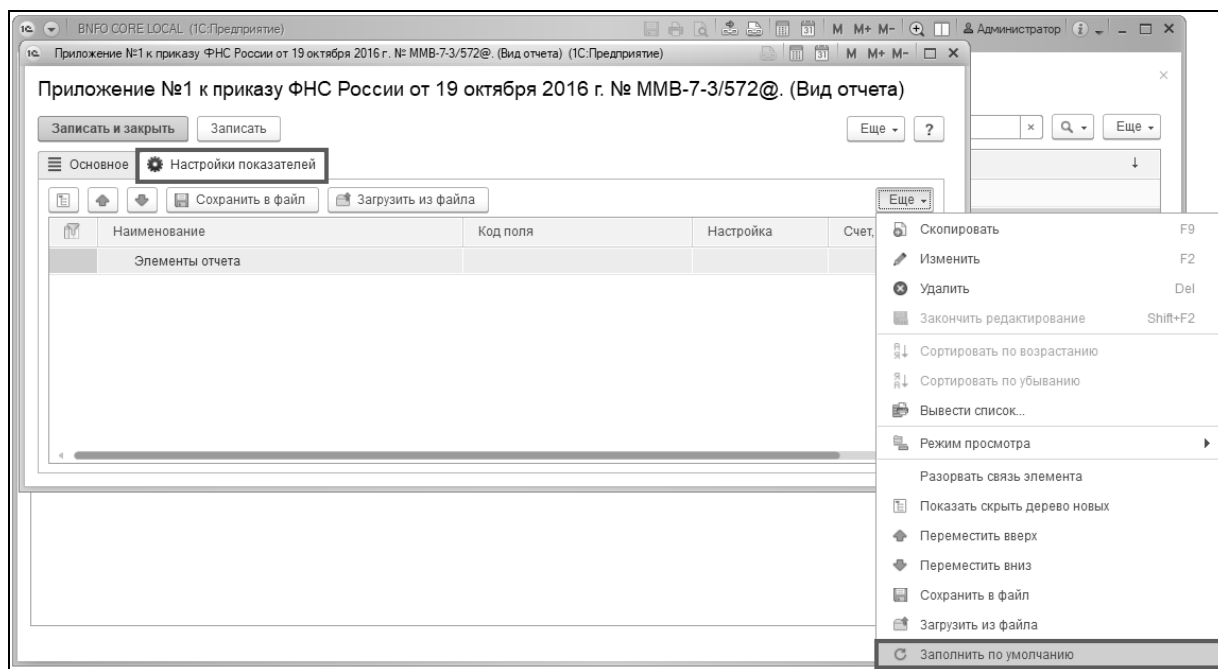 1С BNFO CORE LOCAL (1С:Предприятие) 31 M M+ M- Администратор
1С Приложение №1 к приказу ФНС России от 19 октября 2016 г. № ММВ-7-3/572@. (Вид отчета) (1С:Предприятие) 31 M M+ M-
Приложение №1 к приказу ФНС России от 19 октября 2016 г. № ММВ-7-3/572@. (Вид отчета)
Записать и закрыть Записать Еще ? Еще
Основное Настройки показателей
Сохранить в файл Загрузить из файла Еще
Наименование Код поля Настройка Счет,
Элементы отчета
Скопировать F9
Изменить F2
Удалить Del
Закончить редактирование Shift+F2
Сортировать по возрастанию
Сортировать по убыванию
Вывести список...
Режим просмотра
Разорвать связь элемента
Показать скрыть дерево новых
Переместить вверх
Переместить вниз
Сохранить в файл
Загрузить из файла
Заполнить по умолчанию